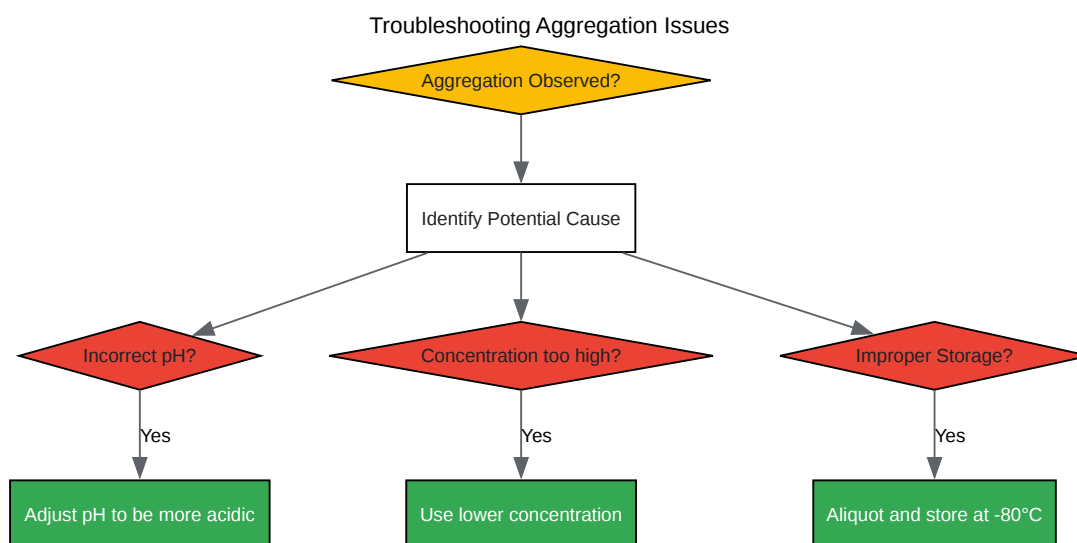 Troubleshooting Aggregation Issues
Aggregation Observed?
Identify Potential Cause
Incorrect pH?
Concentration too high?
Improper Storage?
Yes
Yes
Yes
Adjust pH to be more acidic
Use lower concentration
Aliquot and store at -80°C